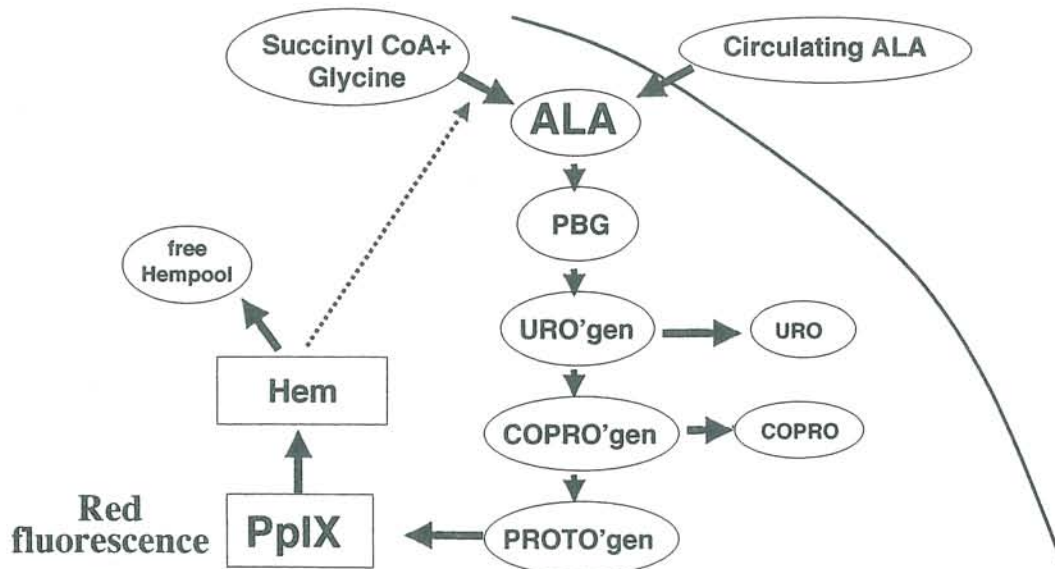 Succinyl CoA+
Glycine
Circulating ALA
ALA
PBG
free
Hempool
URO'gen
URO
Hem
COPRO'gen
COPRO
Red
fluorescence
PpIX
PROTO'gen